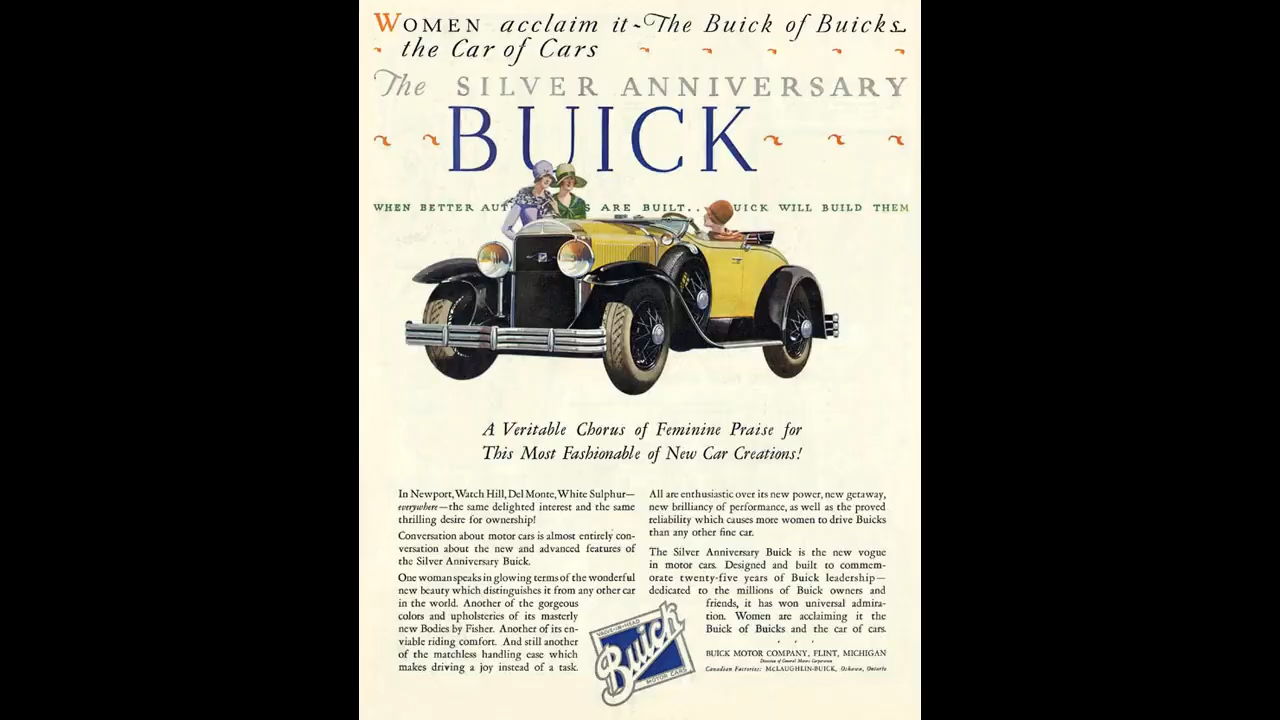 WOMEN acclaim it~The Buick of Buicks
the Car of Cars
The SILVER ANNIVERSARY
BUICK
WHEN BETTER AUT S ARE BUILT... UICK WILL BUILD THEM
A Veritable Chorus of Feminine Praise for
This Most Fashionable of New Car Creations!
In Newport, Watch Hill, Del Monte, White Sulphur—
everywhere—the same delighted interest and the same
thrilling desire for ownership!
Conversation about motor cars is almost entirely con-
versation about the new and advanced features of
the Silver Anniversary Buick.
One woman speaks in glowing terms of the wonderful
new beauty which distinguishes it from any other car
in the world. Another of the gorgeous
colors and upholsteries of its masterly
new Bodies by Fisher. Another of its en-
viable riding comfort. And still another
of the matchless handling ease which
makes driving a joy instead of a task.
All are enthusiastic over its new power, new getaway,
new brilliancy of performance, as well as the proved
reliability which causes more women to drive Buicks
than any other fine car.
The Silver Anniversary Buick is the new vogue
in motor cars. Designed and built to commem-
orate twenty-five years of Buick leadership—
dedicated to the millions of Buick owners and
friends, it has won universal admira-
tion. Women are acclaiming it the
Buick of Buicks and the car of cars.
VALVE-IN-HEAD
Buick
MOTOR CARS
BUICK MOTOR COMPANY, FLINT, MICHIGAN
Division of General Motors Corporation
Canadian Factories: McLAUGHLIN-BUICK, Oshawa, Ontario